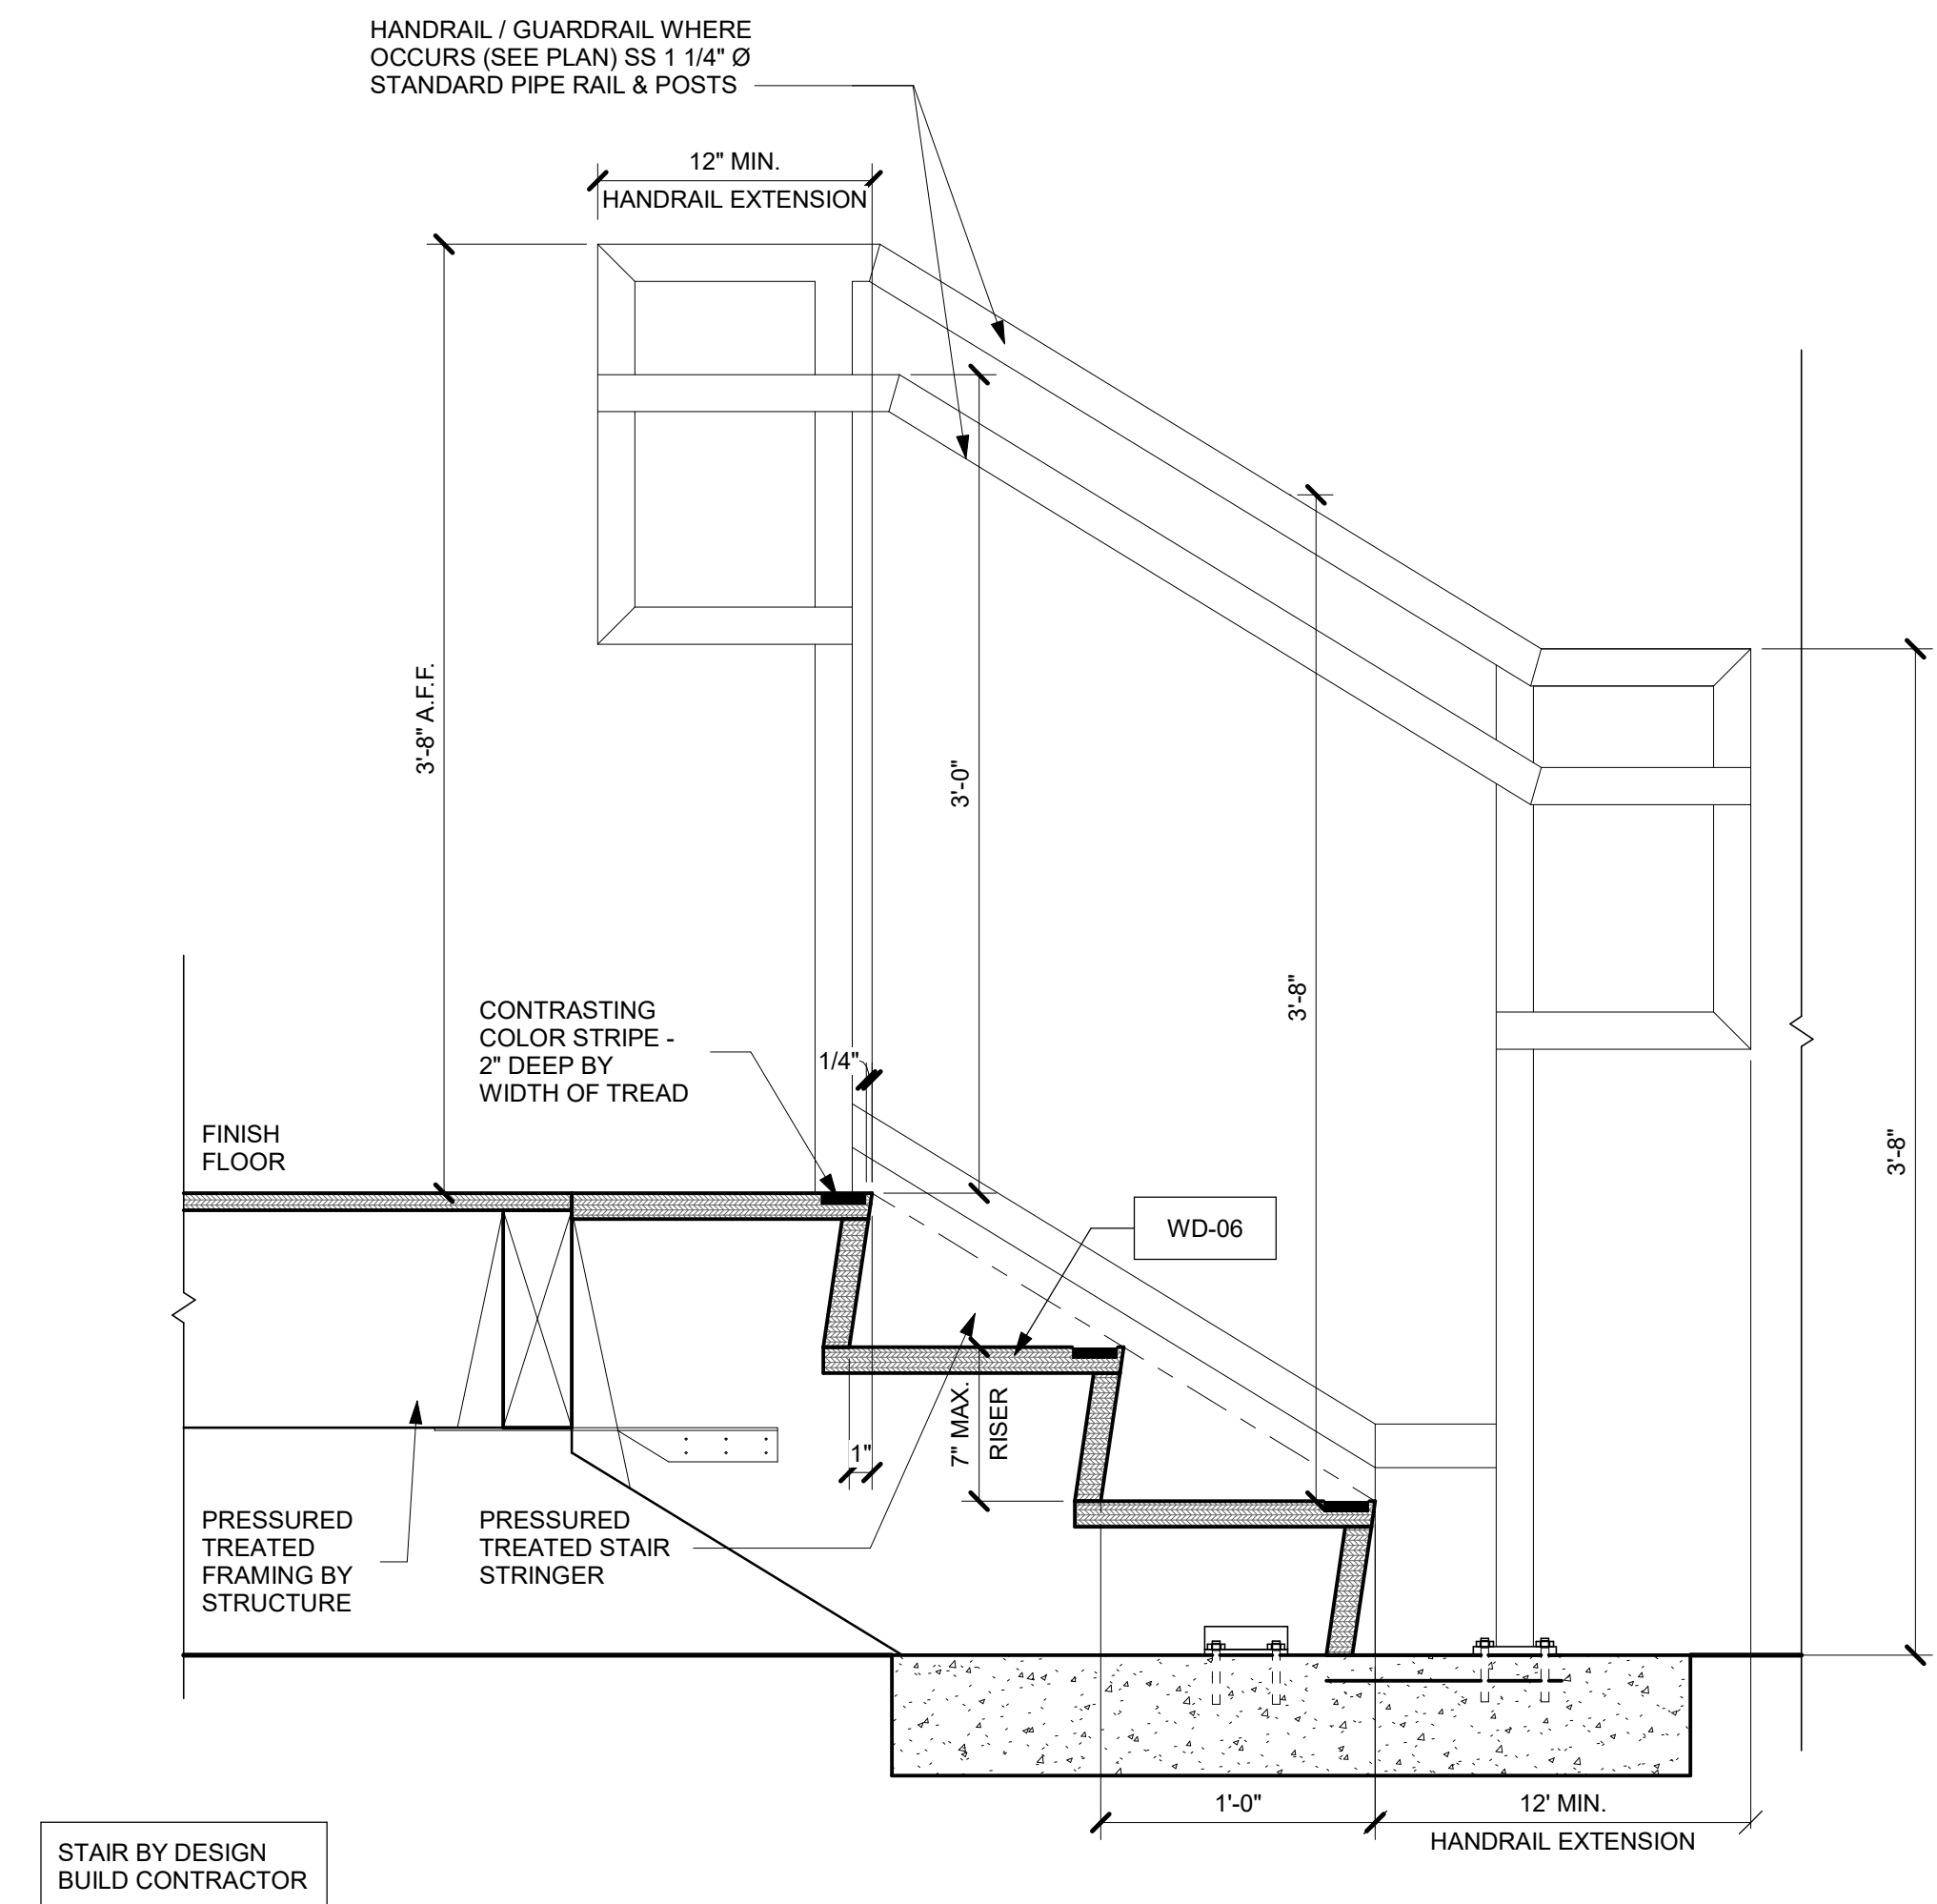 HANDRAIL / GUARDRAIL WHERE
OCCURS (SEE PLAN) SS 1 1/4" Ø
STANDARD PIPE RAIL & POSTS
12" MIN.
HANDRAIL EXTENSION
3'-8" A.F.F.
3'-0"
3'-8"
3'-8"
CONTRASTING
COLOR STRIPE -
2" DEEP BY
WIDTH OF TREAD
1/4"
FINISH
FLOOR
WD-06
7" MAX.
RISER
1"
PRESSURED
TREATED
FRAMING BY
STRUCTURE
PRESSURED
TREATED STAIR
STRINGER
1'-0"
12' MIN.
HANDRAIL EXTENSION
STAIR BY DESIGN
BUILD CONTRACTOR